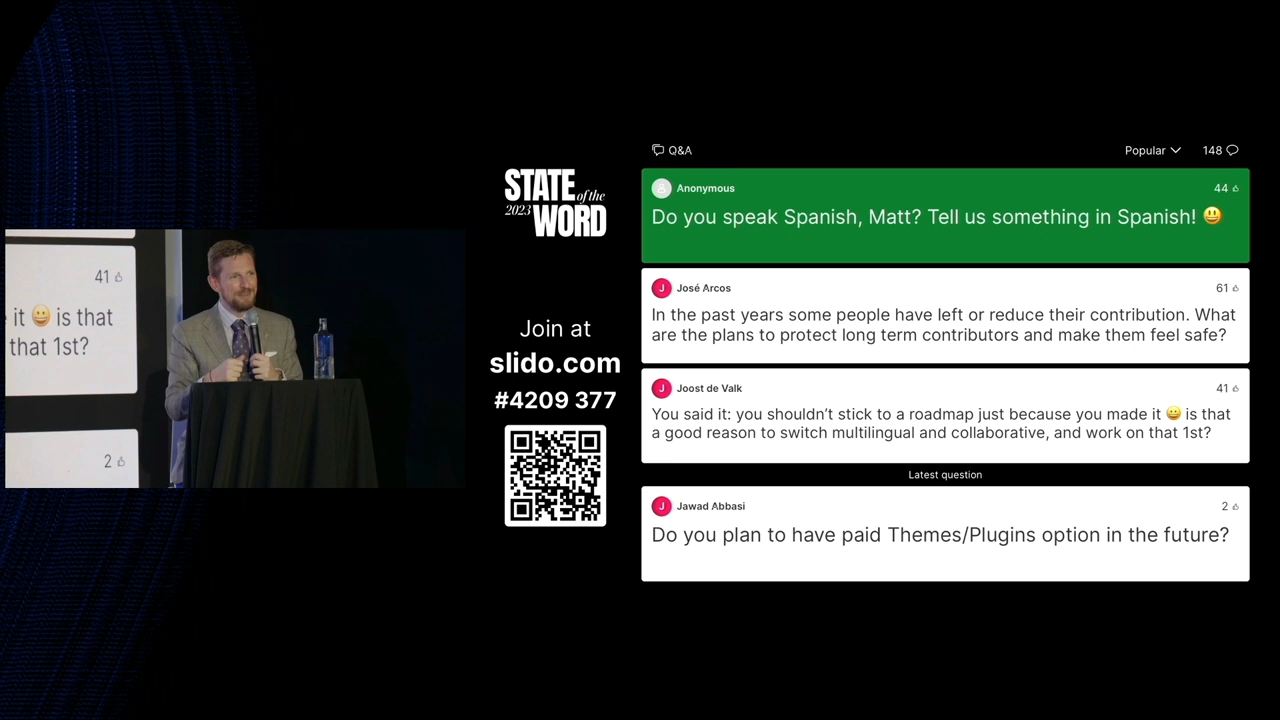 41
it 😀 is that
that 1st?
2
STATE of the
2023 WORD
Join at
slido.com
#4209 377
Q&A
Popular
148
Anonymous
44
Do you speak Spanish, Matt? Tell us something in Spanish! 😃
J
José Arcos
61
In the past years some people have left or reduce their contribution. What
are the plans to protect long term contributors and make them feel safe?
J
Joost de Valk
41
You said it: you shouldn’t stick to a roadmap just because you made it 😀 is that
a good reason to switch multilingual and collaborative, and work on that 1st?
Latest question
J
Jawad Abbasi
2
Do you plan to have paid Themes/Plugins option in the future?